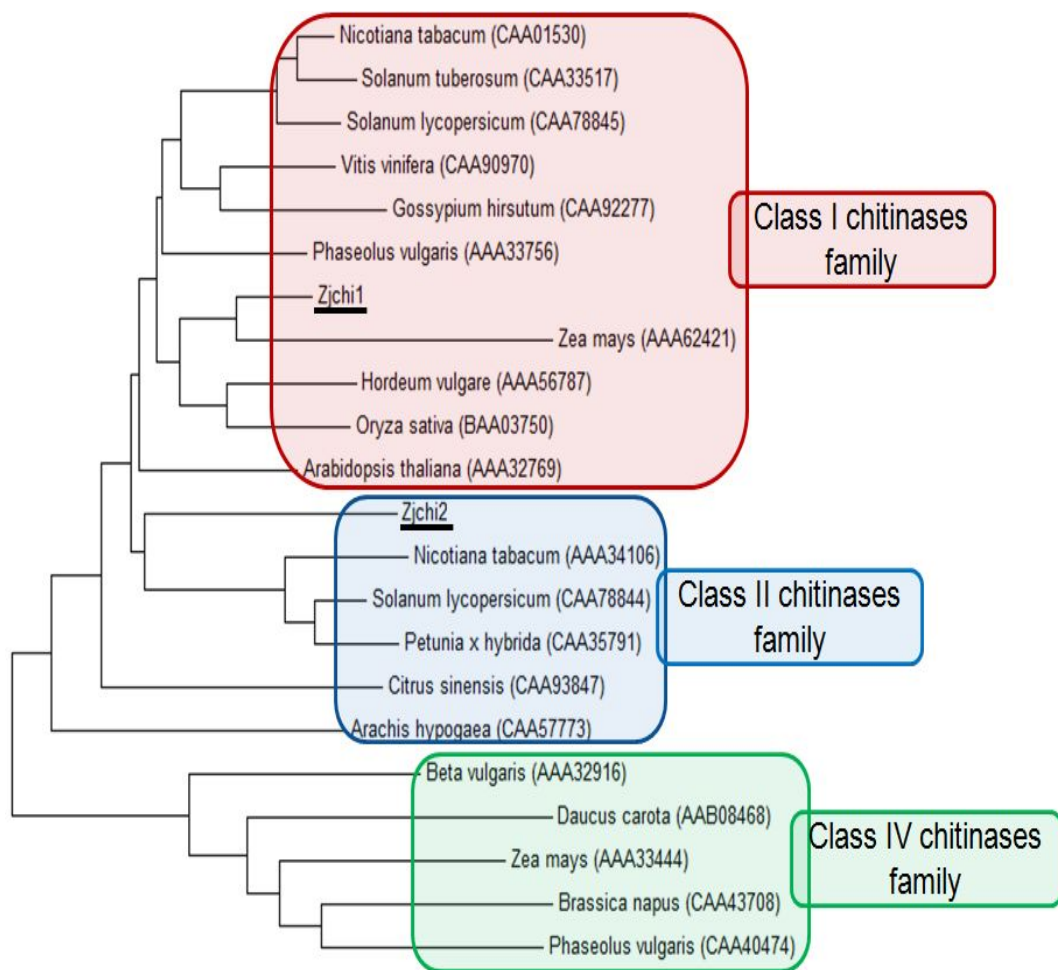 Nicotiana tabacum (CAA01530)
Solanum tuberosum (CAA33517)
Solanum lycopersicum (CAA78845)
Vitis vinifera (CAA90970)
Gossypium hirsutum (CAA92277)
Phaseolus vulgaris (AAA33756)
Zjchi1
Zea mays (AAA62421)
Hordeum vulgare (AAA56787)
Oryza sativa (BAA03750)
Arabidopsis thaliana (AAA32769)
Class I chitinases
family
Zjchi2
Nicotiana tabacum (AAA34106)
Solanum lycopersicum (CAA78844)
Petunia x hybrida (CAA35791)
Citrus sinensis (CAA93847)
Arachis hypogaea (CAA57773)
Class II chitinases
family
Beta vulgaris (AAA32916)
Daucus carota (AAB08468)
Zea mays (AAA33444)
Brassica napus (CAA43708)
Phaseolus vulgaris (CAA40474)
Class IV chitinases
family